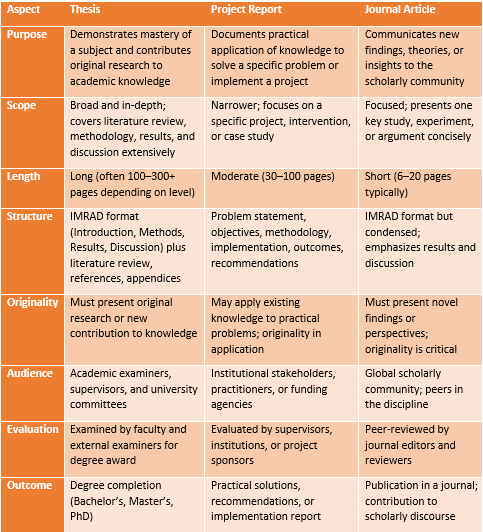 Aspect Thesis Project Report Journal Article
Purpose Demonstrates mastery of Documents practical Communicates new
a subject and contributes application of knowledge to findings, theories, or
original research to solve a specific problem or insights to the
academic knowledge implement a project scholarly community
Scope Broad and in-depth; Narrower; focuses on a Focused; presents one
covers literature review, specific project, intervention, key study, experiment,
methodology, results, and or case study or argument concisely
discussion extensively
Length Long (often 100–300+ Moderate (30–100 pages) Short (6–20 pages
pages depending on level) typically)
Structure IMRAD format Problem statement, IMRAD format but
(Introduction, Methods, objectives, methodology, condensed;
Results, Discussion) plus implementation, outcomes, emphasizes results and
literature review, recommendations discussion
references, appendices
Originality Must present original May apply existing Must present novel
research or new knowledge to practical findings or
contribution to knowledge problems; originality in perspectives;
application originality is critical
Audience Academic examiners, Institutional stakeholders, Global scholarly
supervisors, and university practitioners, or funding community; peers in
committees agencies the discipline
Evaluation Examined by faculty and Evaluated by supervisors, Peer-reviewed by
external examiners for institutions, or project journal editors and
degree award sponsors reviewers
Outcome Degree completion Practical solutions, Publication in a journal;
(Bachelor’s, Master’s, recommendations, or contribution to
PhD) implementation report scholarly discourse